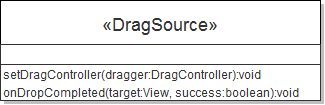 «DragSource»
setDragController(dragger:DragController):void
onDropCompleted(target:View, success:boolean):void